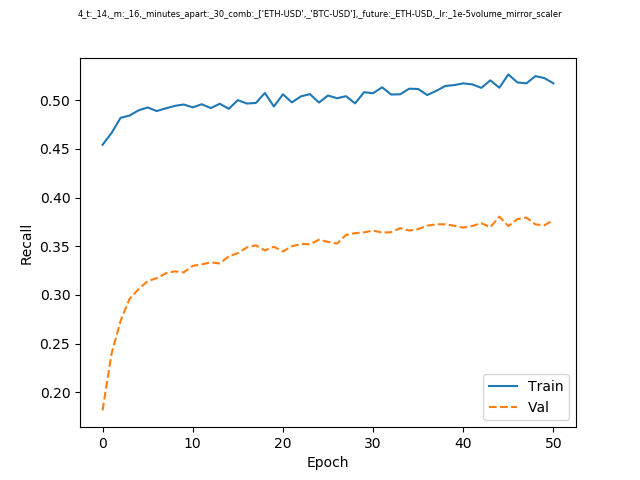 4_t:_14,_m:_16,_minutes_apart:_30_comb:_['ETH-USD',_'BTC-USD'],_future:_ETH-USD,_lr:_1e-5volume_mirror_scaler
0.50
0.45
0.40
0.35
0.30
0.25
0.20
Recall
Train
Val
0 10 20 30 40 50
Epoch